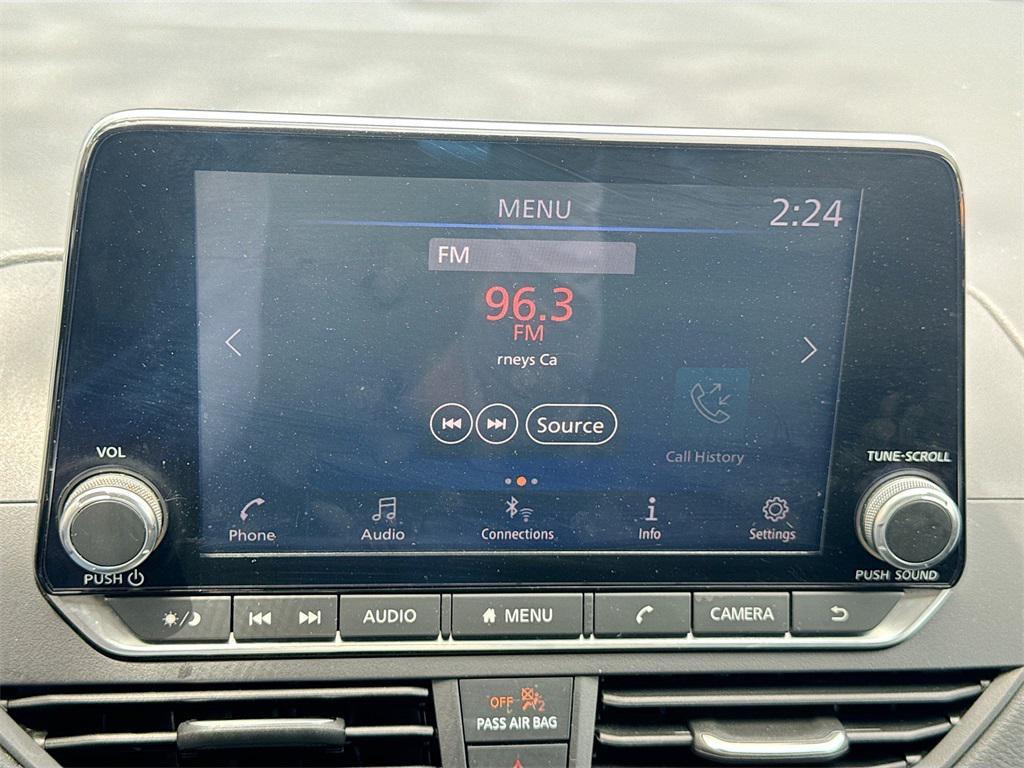 MENU
2:24
FM
96.3
FM
rneys Ca
Source
Call History
VOL
TUNE·SCROLL
Phone
Audio
Connections
Info
Settings
PUSH
PUSH SOUND
AUDIO
MENU
CAMERA
OFF
2
PASS AIR BAG